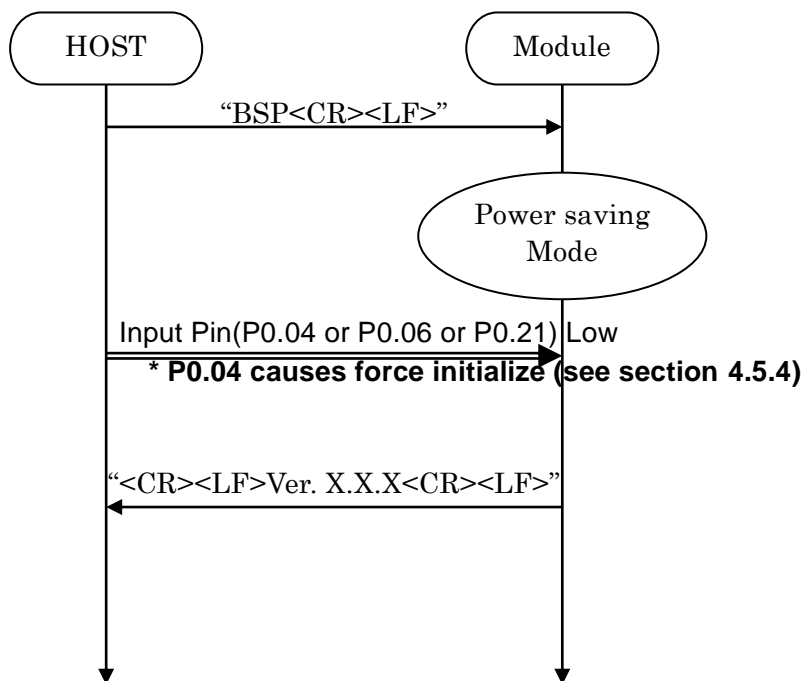 HOST
Module
“BSP<CR><LF>”
Power saving
Mode
Input Pin(P0.04 or P0.06 or P0.21) Low
* P0.04 causes force initialize (see section 4.5.4)
“<CR><LF>Ver. X.X.X<CR><LF>”